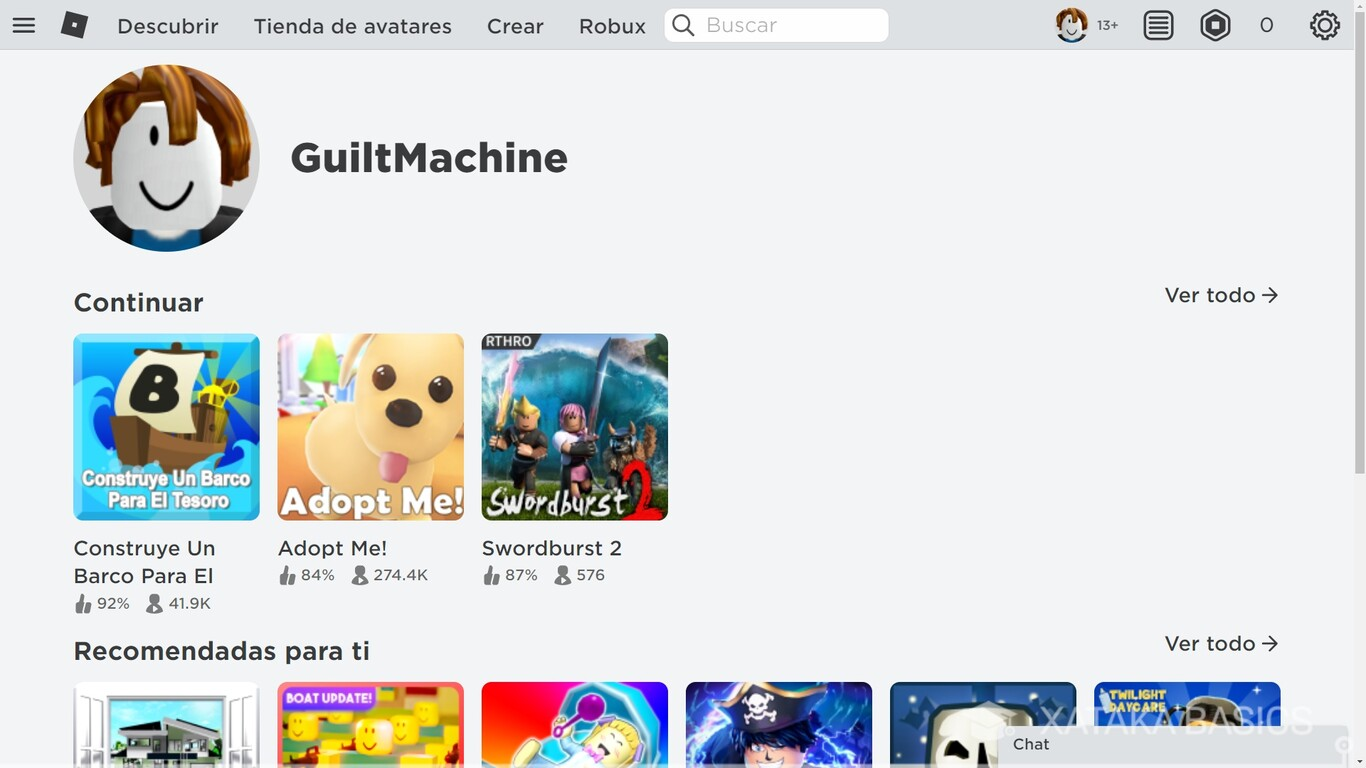 Descubrir
Tienda de avatares
Crear
Robux
Buscar
13+
0
GuiltMachine
Continuar
Ver todo →
B
Construye Un Barco
Para El Tesoro
Adopt Me!
RTHRO
Swordburst 2
Construye Un
Barco Para El
92% 41.9K
Adopt Me!
84% 274.4K
Swordburst 2
87% 576
Recomendadas para ti
Ver todo →
BOAT UPDATE!
TWILIGHT
DAYCARE
XATAKA BASICS
Chat